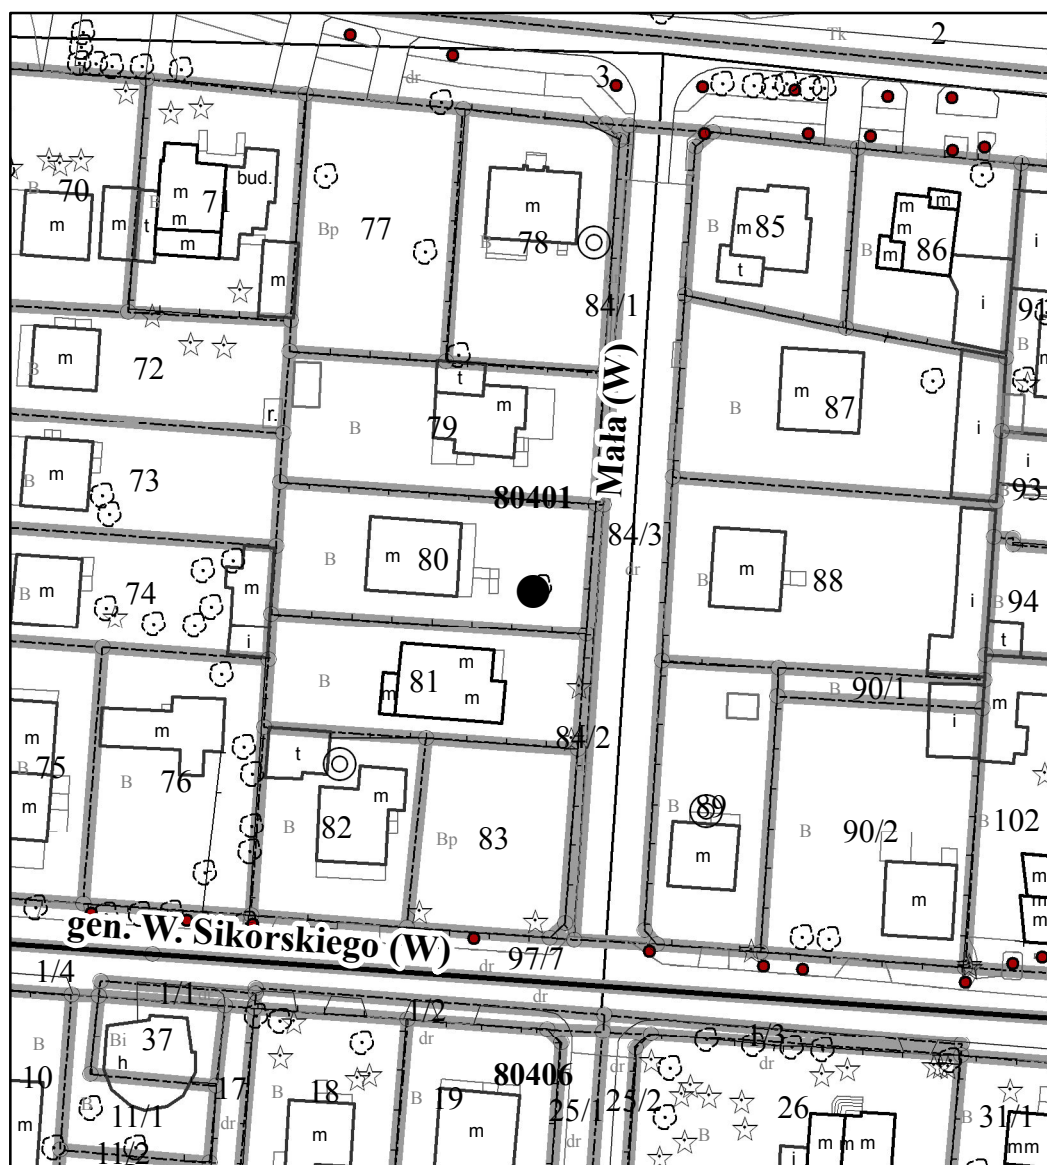 2
Tk
3
dr
70
B
m
m
t
B
71
m
m
m
bud.
m
77
Bp
m
78
B
85
B
m
t
86
B
m
m
m
m
i
i
84/1
91
B
72
B
m
r.
79
B
t
m
Mała (W)
87
B
m
i
i
93
B
73
B
m
80401
84/3
dr
80
B
m
88
B
m
i
94
B
t
74
B
m
m
i
81
B
m
m
m
90/1
B
i
m
84/2
75
B
m
m
76
B
m
t
82
B
m
83
Bp
89
B
m
90/2
B
m
102
B
m
m
gen. W. Sikorskiego (W)
97/7
dr
dr
1/4
1/1
dr
1/2
dr
1/3
dr
37
Bi
h
B
10
m
B
11/1
11/2
17
dr
18
B
m
19
B
m
80406
25/1
dr
25/2
dr
26
B
m
m
m
i
31/1
B
mm